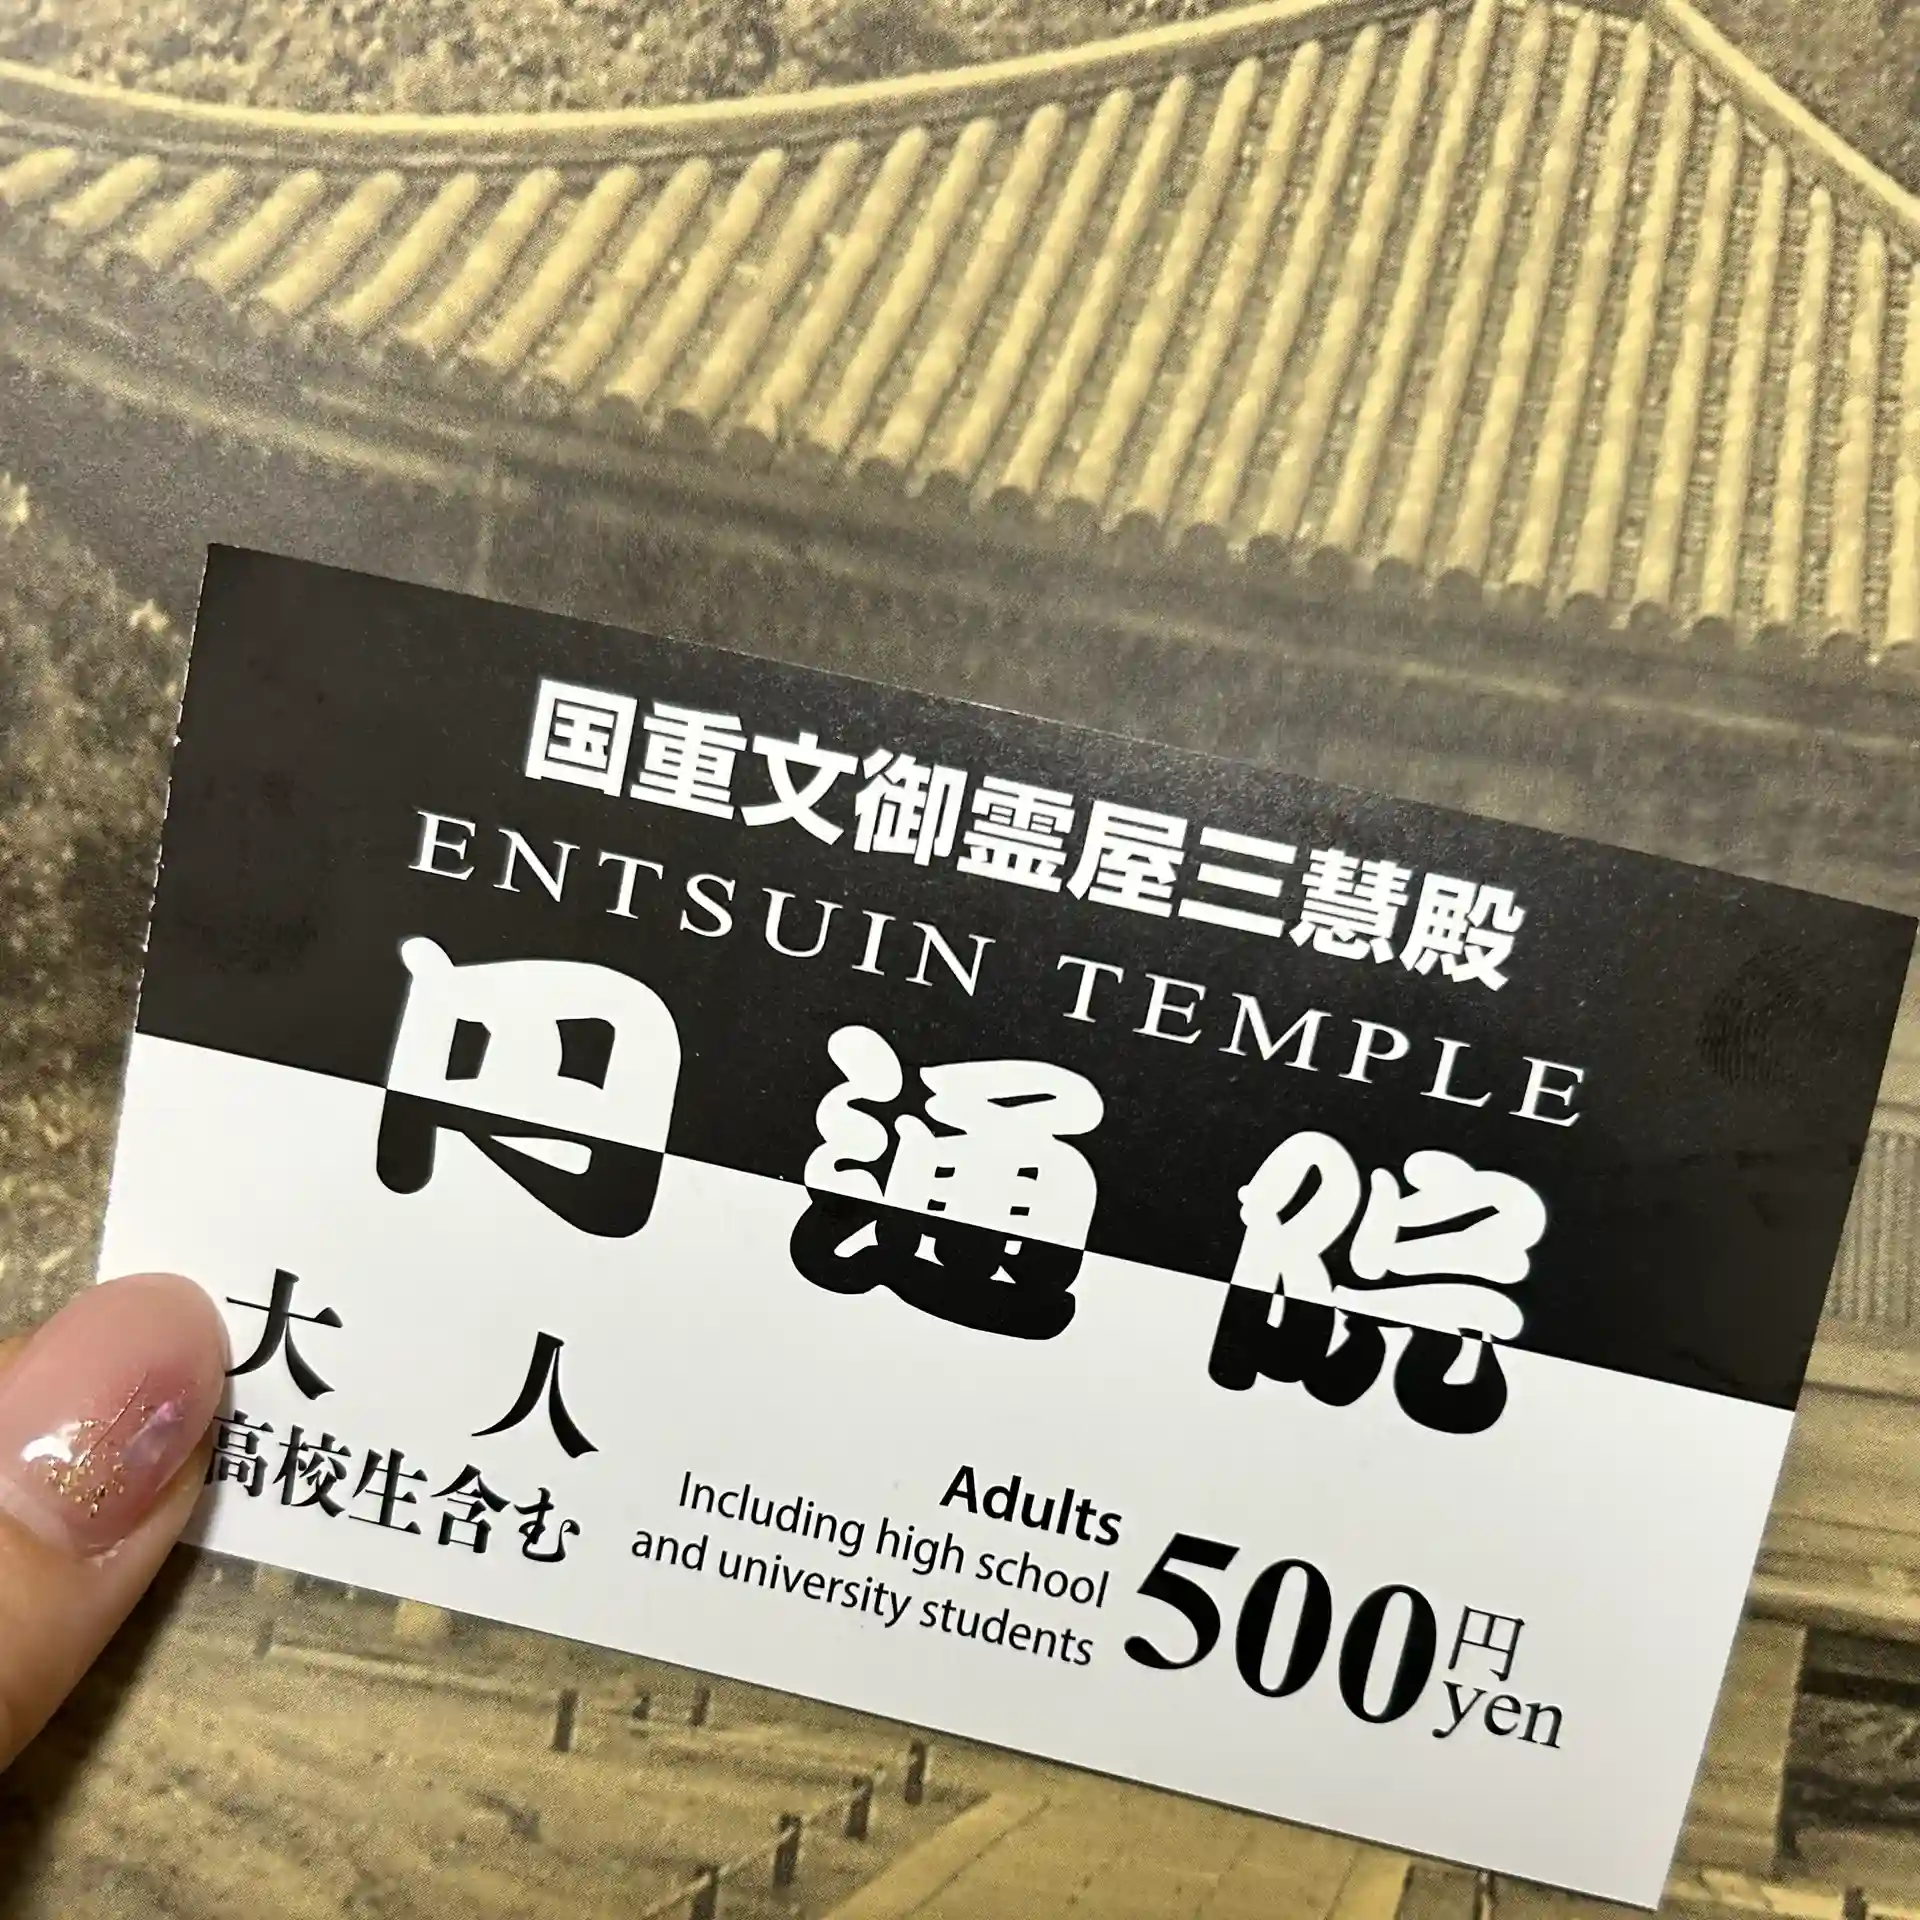 国重文御霊屋三慧殿
ENTSUIN TEMPLE
円通院
大人
高校生含む
Adults
Including high school
and university students
500円
yen